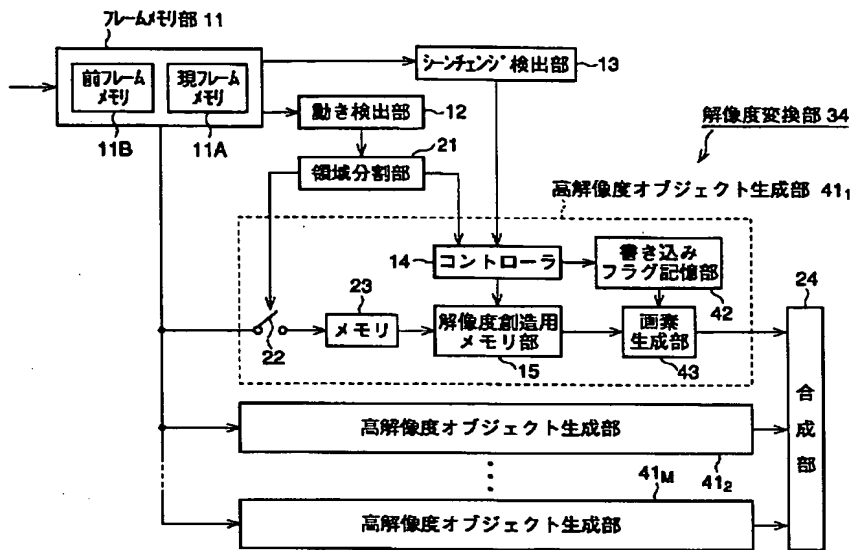 フレームメモリ部 11
前フレーム
メモリ
現フレーム
メモリ
11B
11A
シーンチェンジ検出部
13
動き検出部
12
領域分割部
21
解像度変換部 34
高解像度オブジェクト生成部 41₁
14
コントローラ
書き込み
フラグ記憶部
42
22
23
メモリ
解像度創造用
メモリ部
15
画素
生成部
43
24
合成部
高解像度オブジェクト生成部
41₂
41M
高解像度オブジェクト生成部